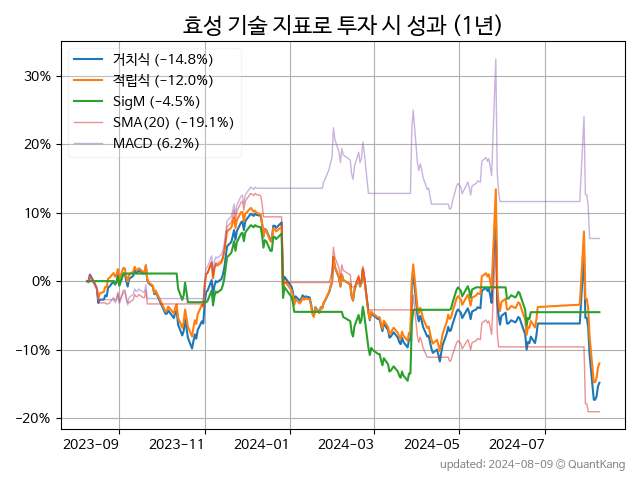 효성 기술 지표로 투자 시 성과 (1년)
거치식 (−14.8%)
적립식 (−12.0%)
SigM (−4.5%)
SMA(20) (−19.1%)
MACD (6.2%)
30%
20%
10%
0%
−10%
−20%
2023-09
2023-11
2024-01
2024-03
2024-05
2024-07
updated: 2024-08-09 © QuantKang